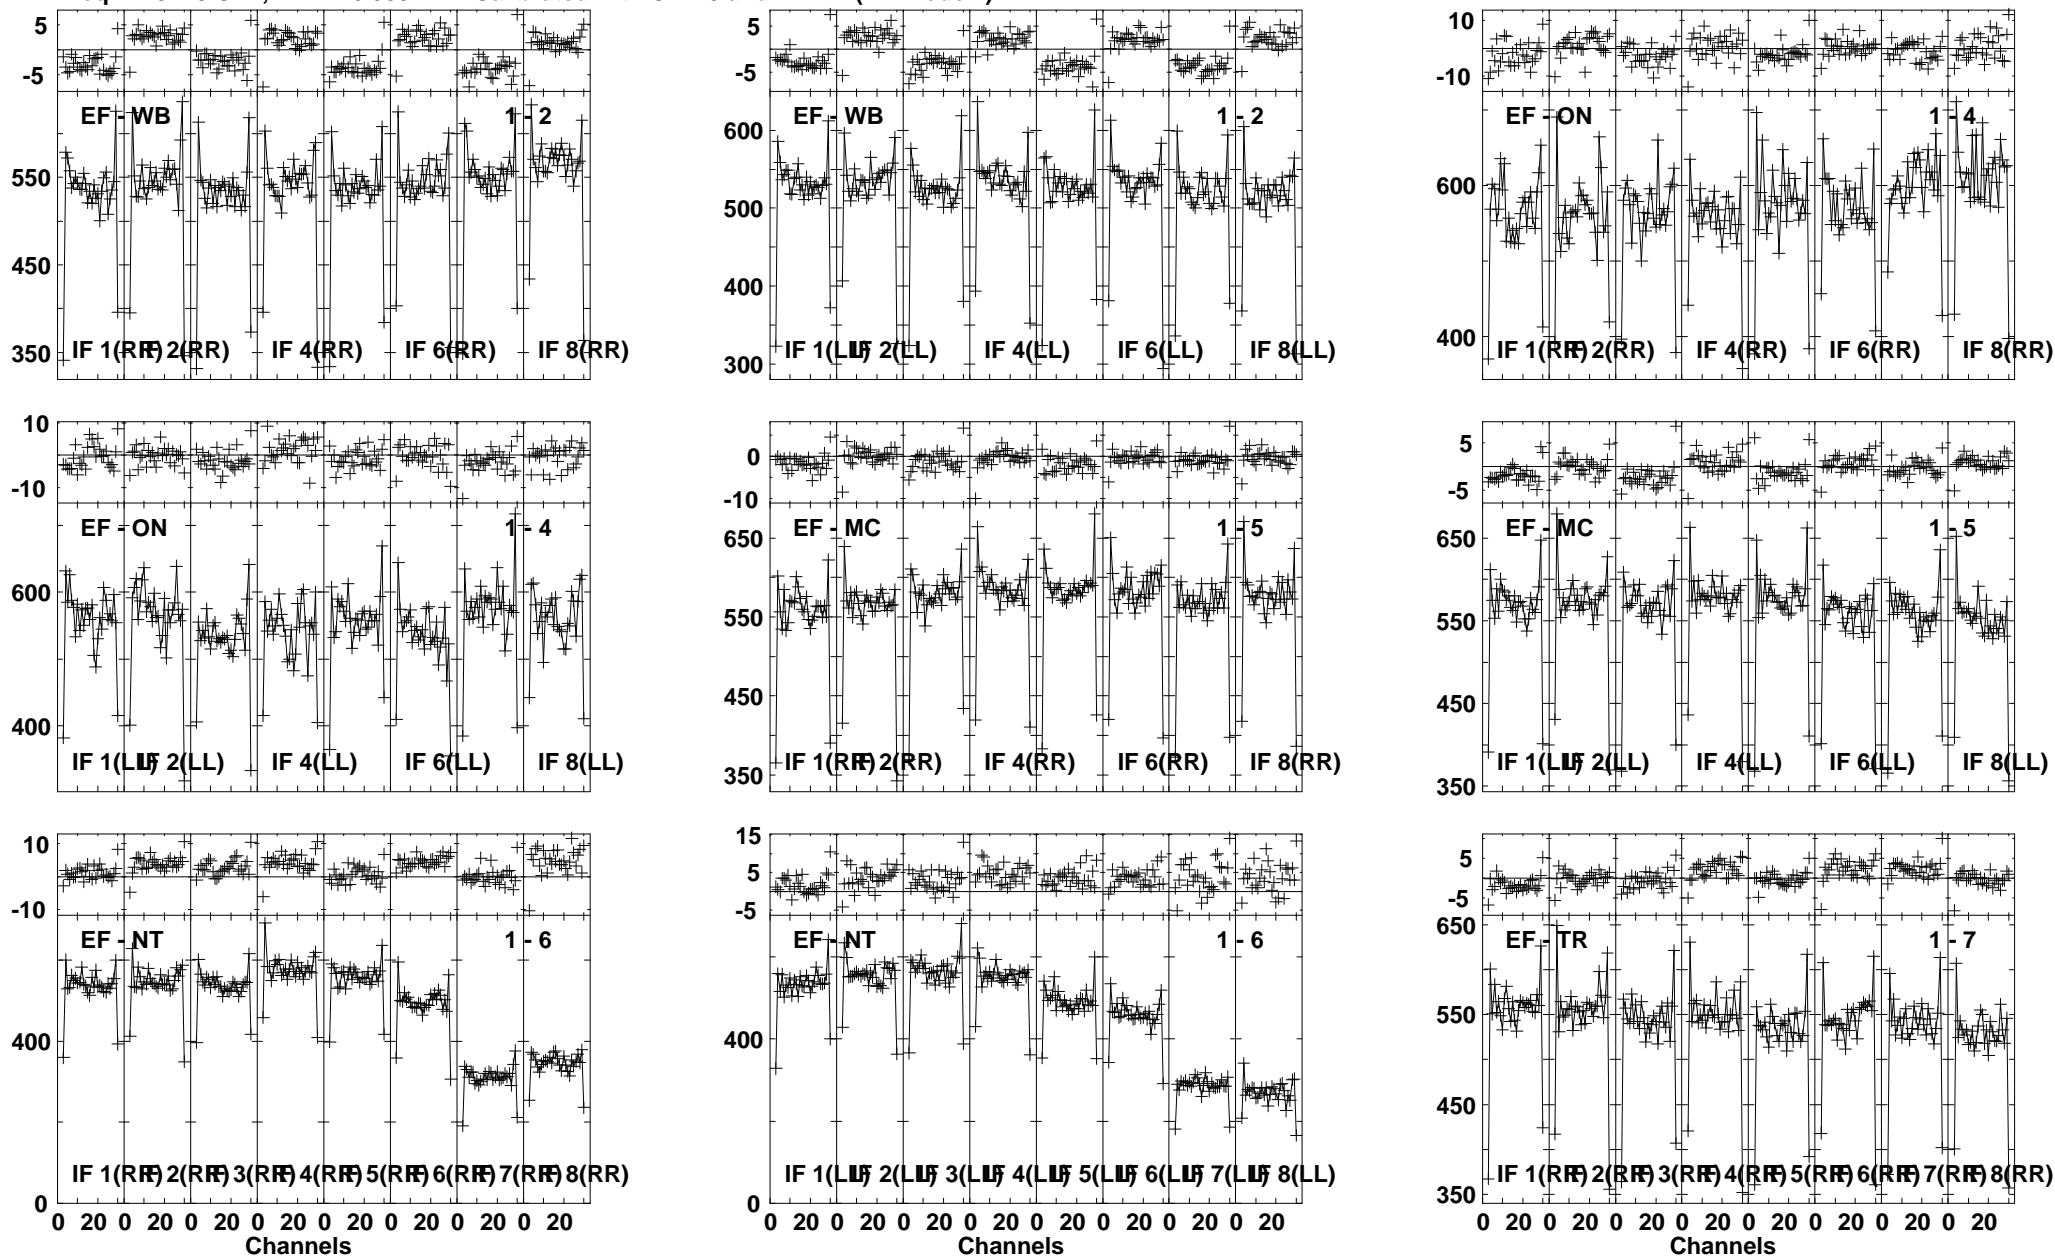 5
-5
EF - WB
1 - 2
550
450
350
IF 1(RR) IF 2(RR) IF 4(RR) IF 6(RR) IF 8(RR)
5
-5
EF - WB
1 - 2
600
500
400
300
IF 1(LL) IF 2(LL) IF 4(LL) IF 6(LL) IF 8(LL)
10
-10
EF - ON
1 - 4
600
400
IF 1(RR) IF 2(RR) IF 4(RR) IF 6(RR) IF 8(RR)
10
-10
EF - ON
1 - 4
600
400
IF 1(LL) IF 2(LL) IF 4(LL) IF 6(LL) IF 8(LL)
0
-10
EF - MC
1 - 5
650
550
450
350
IF 1(RR) IF 2(RR) IF 4(RR) IF 6(RR) IF 8(RR)
5
-5
EF - MC
1 - 5
650
550
450
350
IF 1(LL) IF 2(LL) IF 4(LL) IF 6(LL) IF 8(LL)
10
-10
EF - NT
1 - 6
400
0
IF 1(RR) IF 2(RR) IF 3(RR) IF 4(RR) IF 5(RR) IF 6(RR) IF 7(RR) IF 8(RR)
0 20 0 20 0 20 0 20 0 20 0 20 0 20 0 20
Channels
15
5
-5
EF - NT
1 - 6
400
0
IF 1(LL) IF 2(LL) IF 3(LL) IF 4(LL) IF 5(LL) IF 6(LL) IF 7(LL) IF 8(LL)
0 20 0 20 0 20 0 20 0 20 0 20 0 20 0 20
Channels
5
-5
EF - TR
1 - 7
650
550
450
350
IF 1(RR) IF 2(RR) IF 3(RR) IF 4(RR) IF 5(RR) IF 6(RR) IF 7(RR) IF 8(RR)
0 20 0 20 0 20 0 20 0 20 0 20 0 20 0 20
Channels